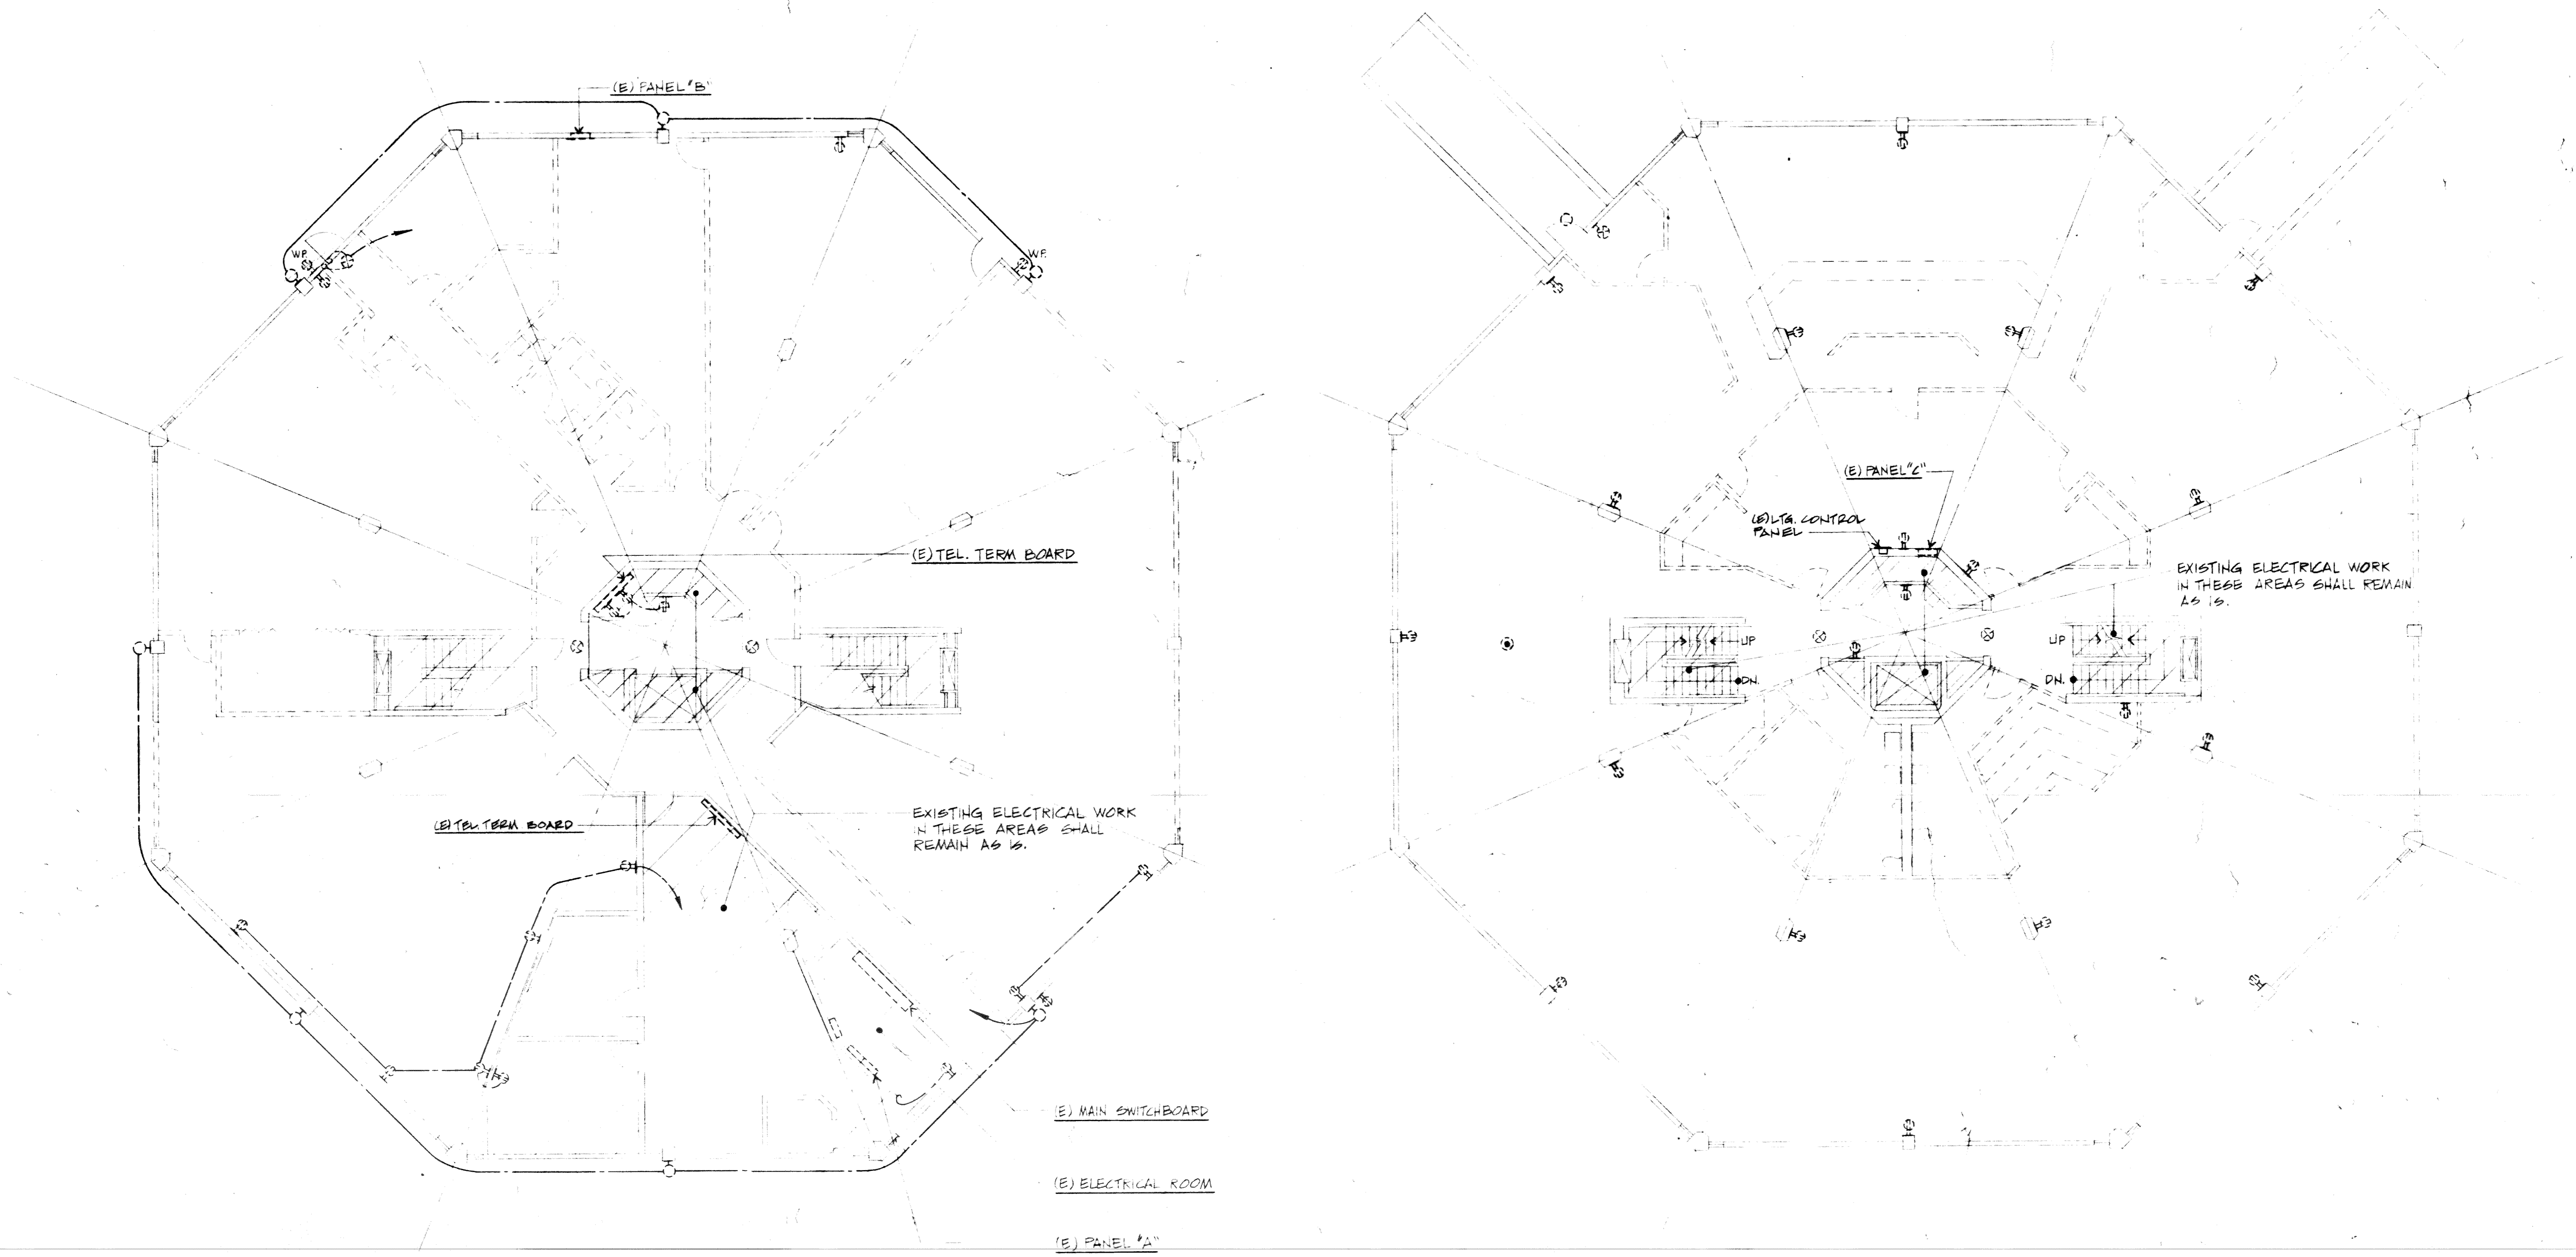 (E) PANEL "B"
WP.
WP.
(E) TEL. TERM BOARD
(E) TEL. TERM BOARD
EXISTING ELECTRICAL WORK
IN THESE AREAS SHALL
REMAIN AS IS.
(E) MAIN SWITCHBOARD
(E) ELECTRICAL ROOM
(E) PANEL "A"
(E) PANEL "C"
(E) LTG. CONTROL
PANEL
EXISTING ELECTRICAL WORK
IN THESE AREAS SHALL REMAIN
AS IS.
UP
DN.
UP
DN.